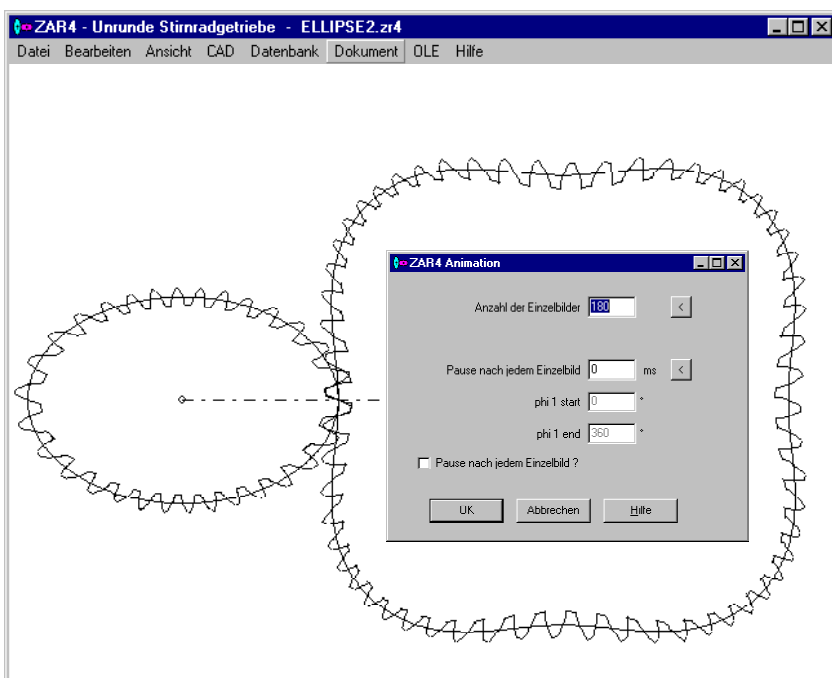 ZAR4 - Unrunde Stirnradgetriebe - ELLIPSE2.zr4
Datei Bearbeiten Ansicht CAD Datenbank Dokument OLE Hilfe
ZAR4 Animation
Anzahl der Einzelbilder 180 <
Pause nach jedem Einzelbild 0 ms <
phi 1 start 0 °
phi 1 end 360 °
Pause nach jedem Einzelbild ?
UK Abbrechen Hilfe